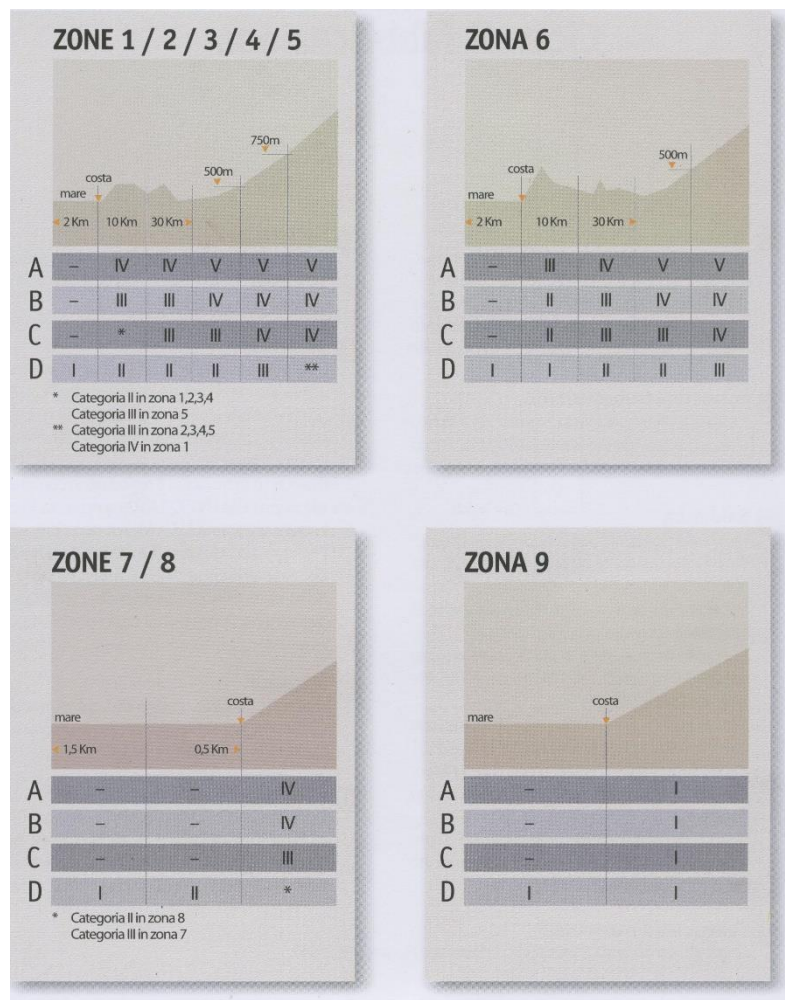 ZONE 1 / 2 / 3 / 4 / 5
750m
500m
costa
mare
2 Km 10 Km 30 Km
A – IV IV V V V
B – III III IV IV IV
C – * III III IV IV
D I II II II III **
* Categoria II in zona 1,2,3,4
Categoria III in zona 5
** Categoria III in zona 2,3,4,5
Categoria IV in zona 1
ZONA 6
500m
costa
mare
2 Km 10 Km 30 Km
A – III IV V V
B – II III IV IV
C – II III III IV
D I I II II III
ZONE 7 / 8
costa
mare
1,5 Km 0,5 Km
A – – IV
B – – IV
C – – III
D I II *
* Categoria II in zona 8
Categoria III in zona 7
ZONA 9
costa
mare
A – I
B – I
C – I
D I I